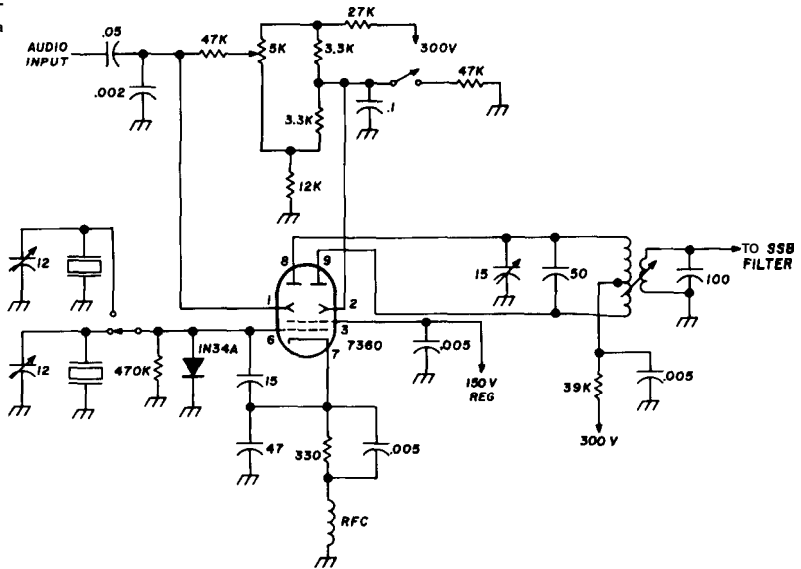 27K
.05
AUDIO
INPUT
47K
5K
3.3K
300V
47K
.002
.1
3.3K
12K
TO SSB
FILTER
8
9
12
15
50
100
1
2
6
3
7360
7
1N34A
.005
12
470K
15
150V
REG
39K
.005
300 V
47
330
.005
RFC